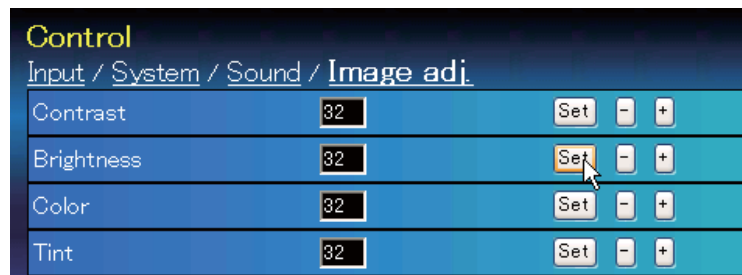 Control
Input / System / Sound / Image adj.
Contrast 32 Set - +
Brightness 32 Set - +
Color 32 Set - +
Tint 32 Set - +